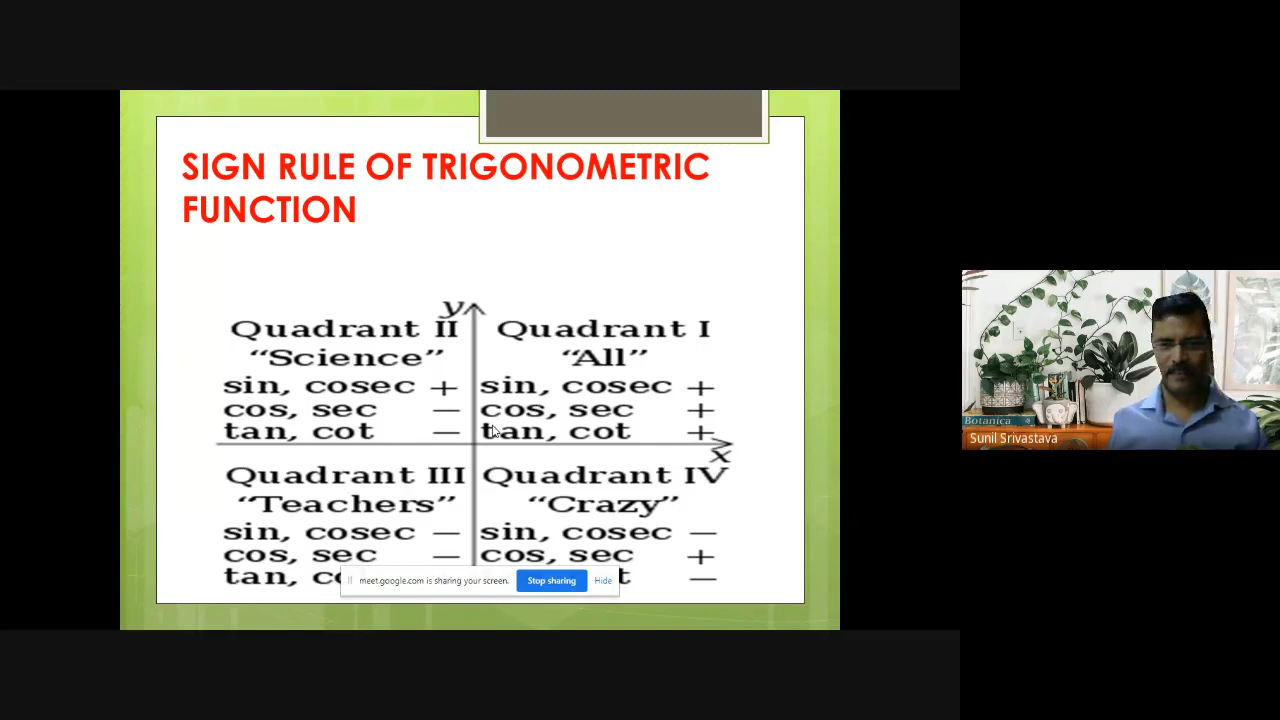 SIGN RULE OF TRIGONOMETRIC
FUNCTION
y
Quadrant II
“Science”
sin, cosec +
cos, sec −
tan, cot −
Quadrant I
“All”
sin, cosec +
cos, sec +
tan, cot +
x
Quadrant III
“Teachers”
sin, cosec −
cos, sec −
tan,
Quadrant IV
“Crazy”
sin, cosec −
cos, sec +
−
meet.google.com is sharing your screen.
Stop sharing
Hide
Botanica
Sunil Srivastava